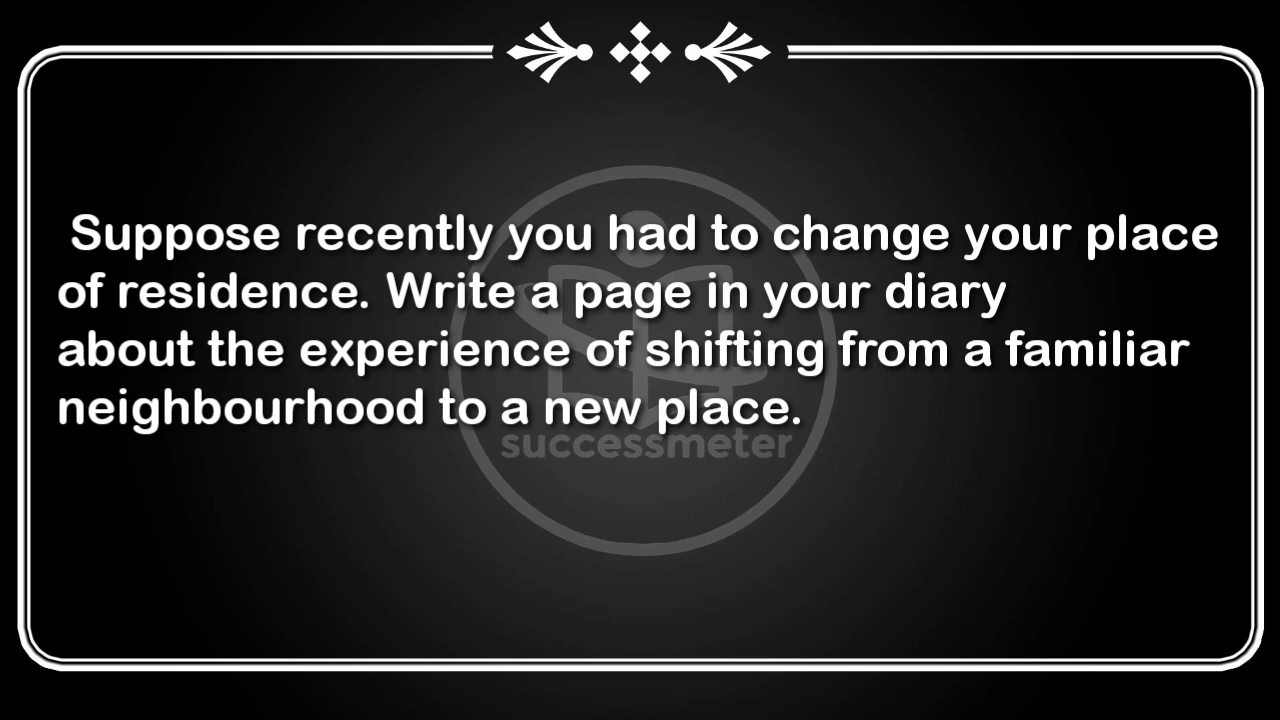 Suppose recently you had to change your place
of residence. Write a page in your diary
about the experience of shifting from a familiar
neighbourhood to a new place.
successmeter